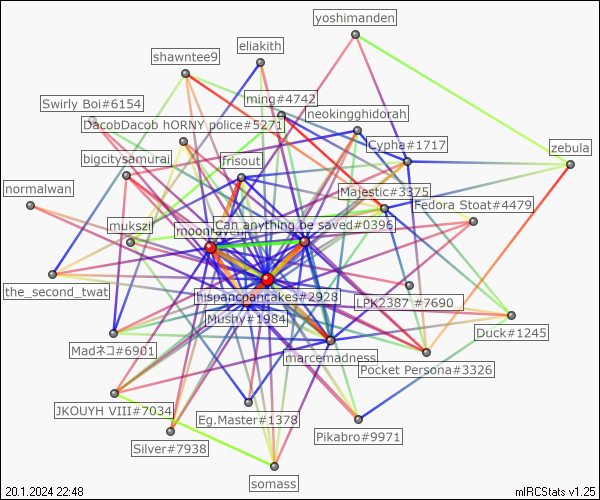 yoshimanden
eliakith
shawntee9
ming#4742
Swirly Boi#6154
neokingghidorah
DacobDacob hORNY police#5271
Cypha#1717
zebula
bigcitysamurai
frisout
normalwan
Majestic#3375
Fedora Stoat#4479
mukszil
Can anything be saved#0396
the_second_twat
hispancpancakes#2928
LPK2387 #7690
Mushy#1984
Duck#1245
Madネコ#6901
marcemadness
Pocket Persona#3326
JKOUYH VIII#7034
Eg.Master#1378
Pikabro#9971
Silver#7938
somass
20.1.2024 22:48
mIRCStats v1.25